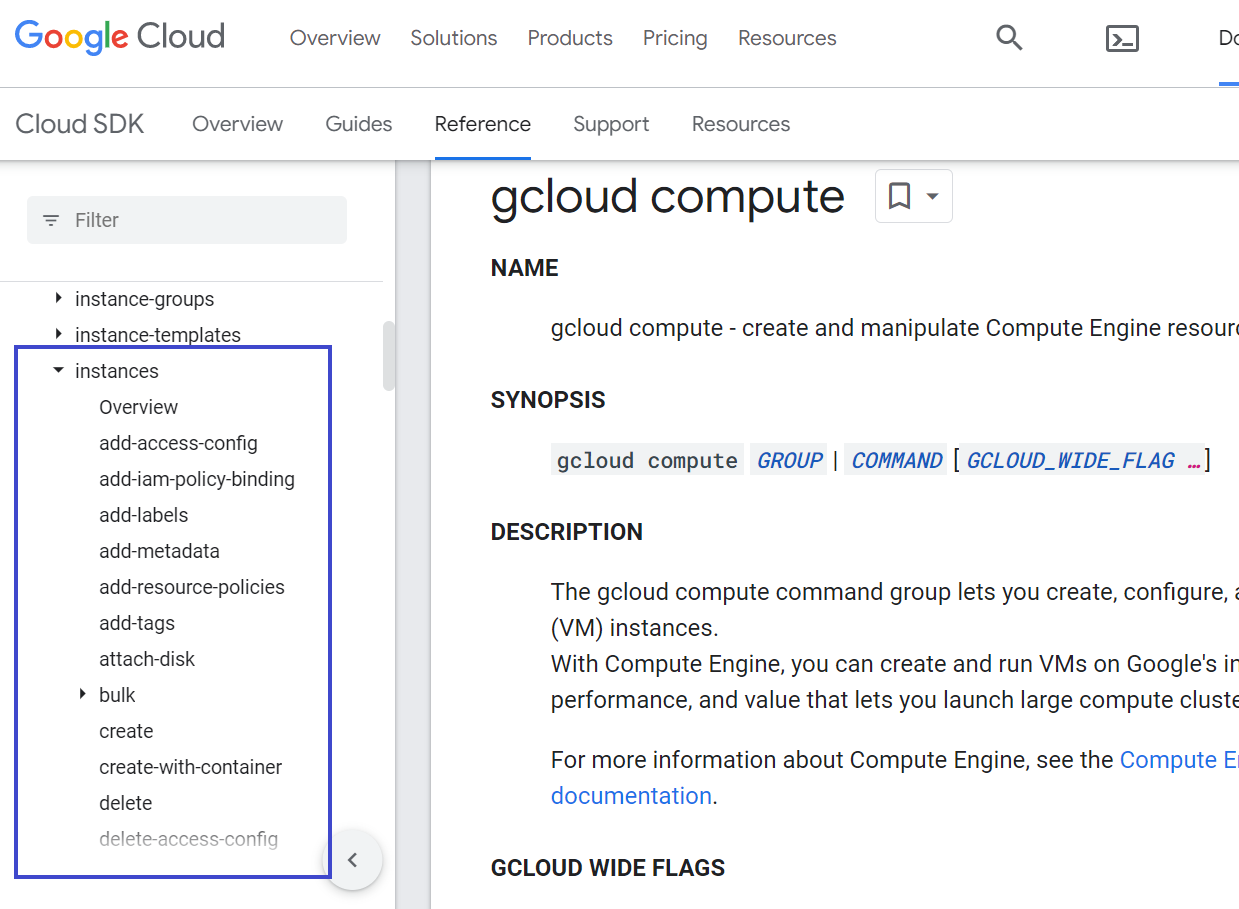 Google Cloud Overview Solutions Products Pricing Resources
Cloud SDK Overview Guides Reference Support Resources
Filter
instance-groups
instance-templates
instances
Overview
add-access-config
add-iam-policy-binding
add-labels
add-metadata
add-resource-policies
add-tags
attach-disk
bulk
create
create-with-container
delete
delete-access-config
gcloud compute
NAME
gcloud compute - create and manipulate Compute Engine
SYNOPSIS
gcloud compute GROUP | COMMAND [GCLOUD_WIDE_FLAG …]
DESCRIPTION
The gcloud compute command group lets you create, configure,
(VM) instances.
With Compute Engine, you can create and run VMs on Google's
performance, and value that lets you launch large compute
For more information about Compute Engine, see the Compute
documentation.
GCLOUD WIDE FLAGS